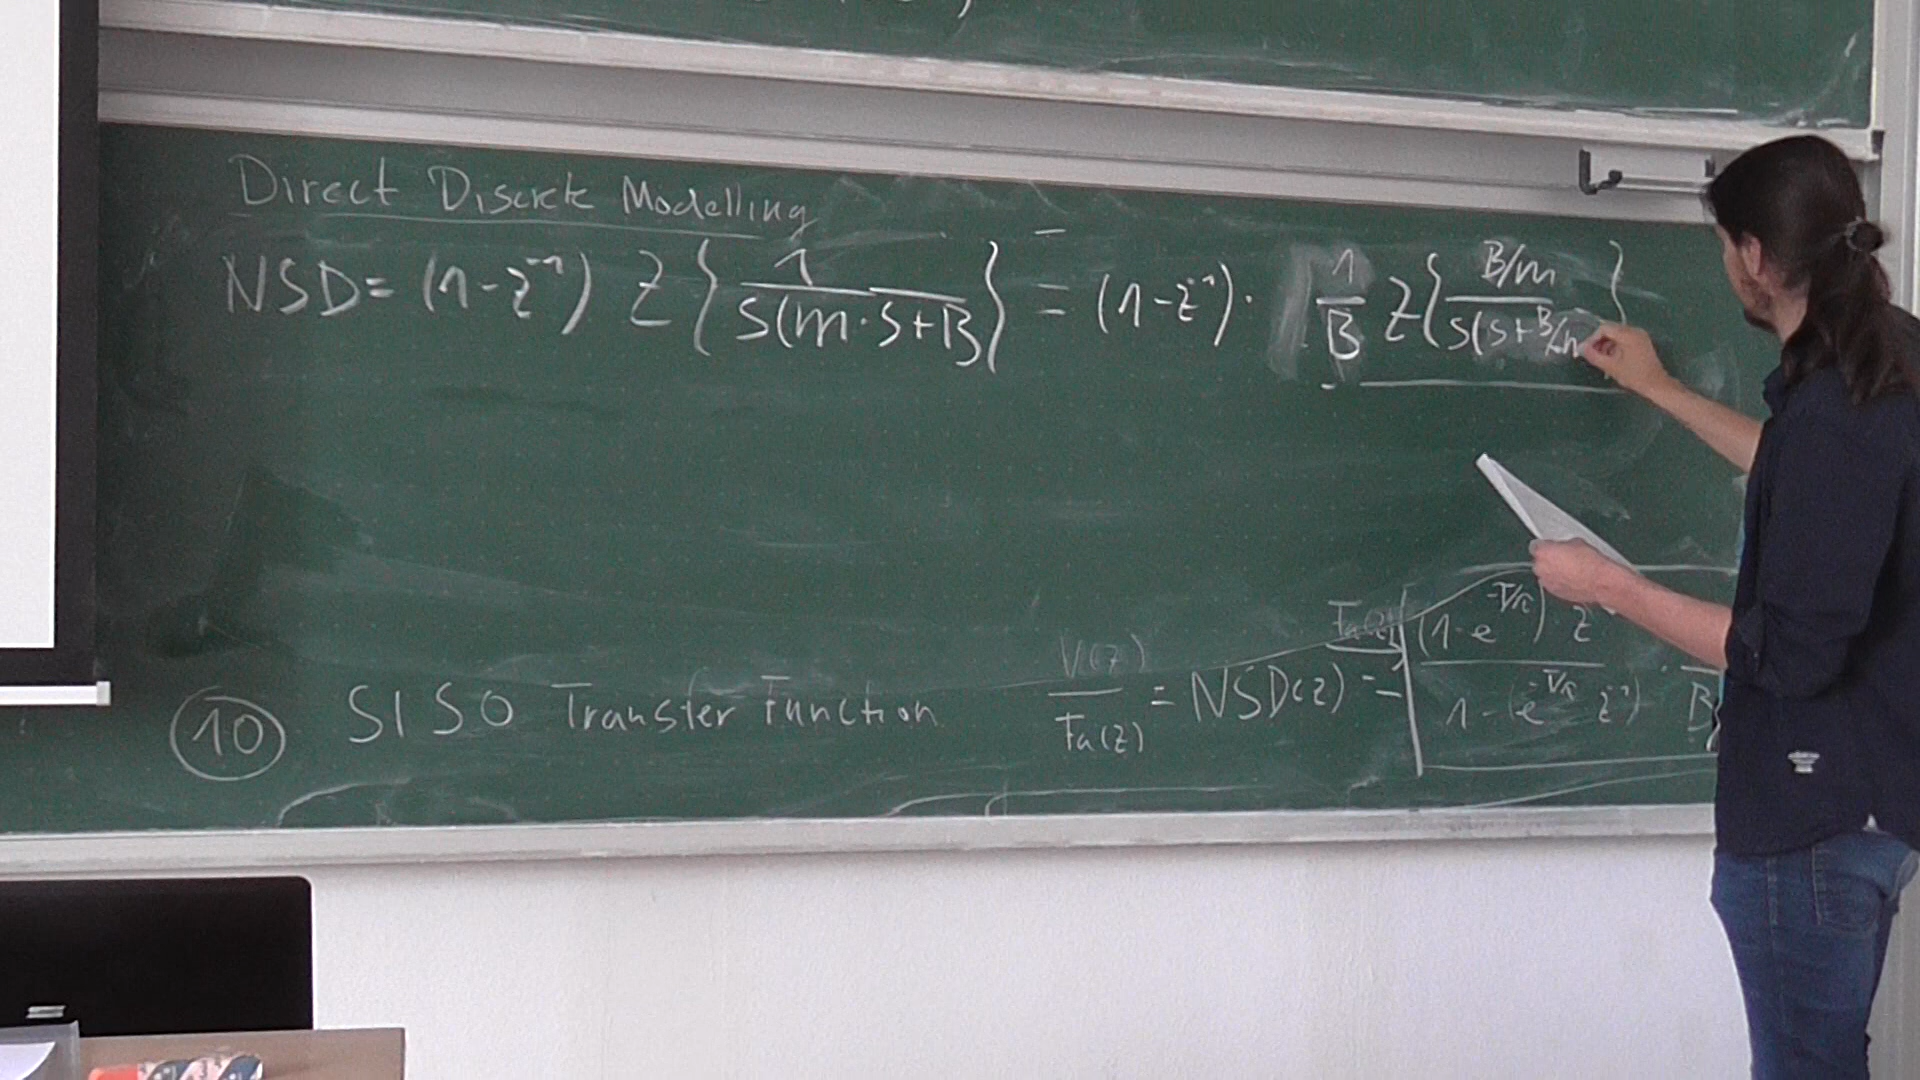 Direct Discrete Modelling
NSD = (1-z⁻¹) Z{ 1 / s(m·s+B } = (1-z⁻¹) · 1/B Z{ B/m / s(s+B/m }
10 SISO Transfer Function V(z) / Fa(z) = NSD(z) = (1-e^-T/τ) · z / 1-(e^-T/τ z⁻¹) · B
Fa(z)